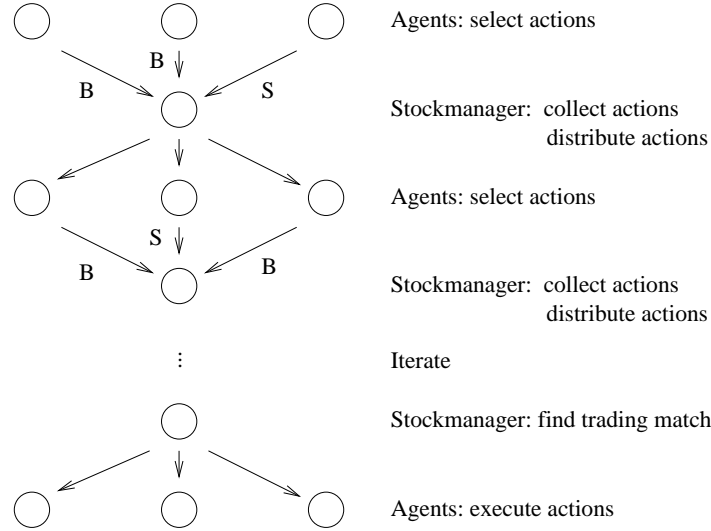 Agents: select actions
B
B
S
Stockmanager: collect actions
distribute actions
Agents: select actions
S
B
B
Stockmanager: collect actions
distribute actions
Iterate
Stockmanager: find trading match
Agents: execute actions